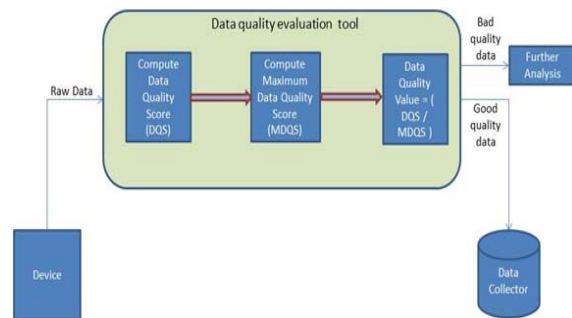 Data quality evaluation tool
Compute
Data
Quality
Score
(DQS)
Compute
Maximum
Data Quality
Score
(MDQS)
Data
Quality
Value = (
DQS /
MDQS )
Bad
quality
data
Further
Analysis
Raw Data
Good
quality
data
Device
Data
Collector